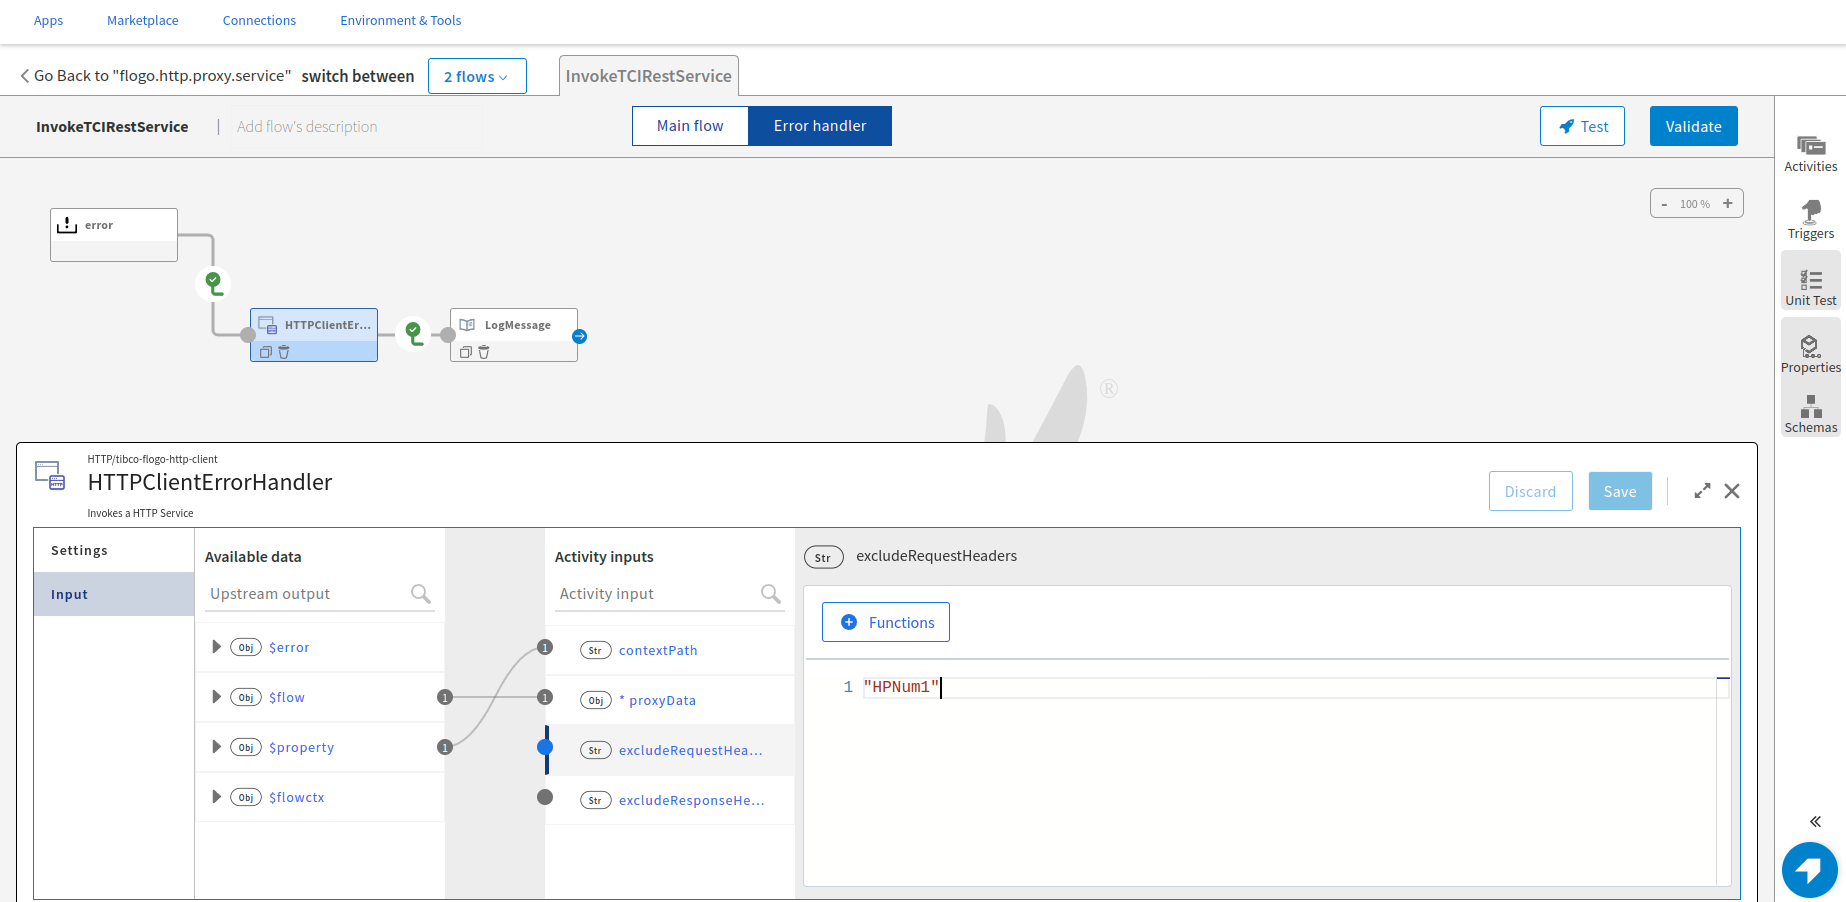 Apps Marketplace Connections Environment & Tools
Go Back to "flogo.http.proxy.service" switch between 2 flows InvokeTCIRestService
InvokeTCIRestService | Add flow's description Main flow Error handler Test Validate
Activities
Triggers
Unit Test
Properties
Schemas
- 100 % +
error
HTTPClientEr... LogMessage
®
HTTP/tibco-flogo-http-client
HTTPClientErrorHandler
Invokes a HTTP Service
Discard Save
Settings
Input
Available data
Upstream output
Obj $error
Obj $flow 1
Obj $property 1
Obj $flowctx
Activity inputs
Activity input
1 Str contextPath
1 Obj * proxyData
Str excludeRequestHea...
Str excludeResponseHe...
Str excludeRequestHeaders
Functions
1 "HPNum1"